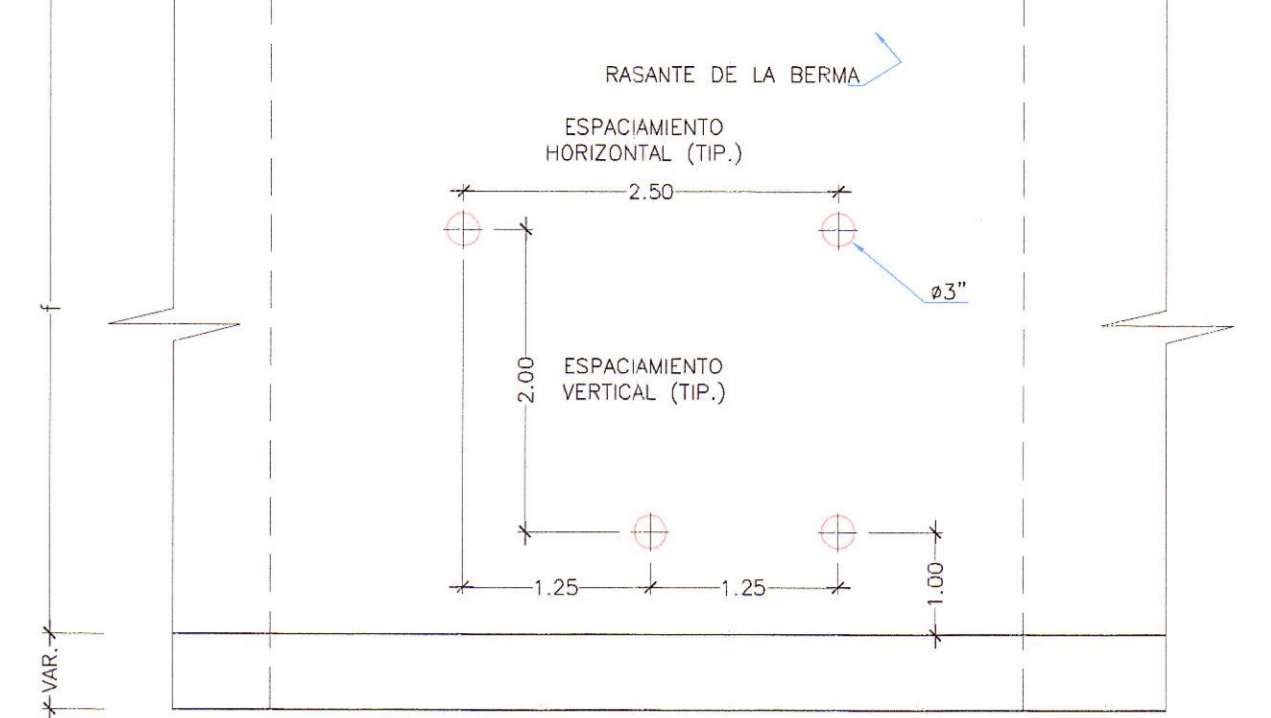 RASANTE DE LA BERMA
ESPACIAMIENTO
HORIZONTAL (TIP.)
2.50
ø3"
f
2.00
ESPACIAMIENTO
VERTICAL (TIP.)
1.25
1.25
1.00
VAR.